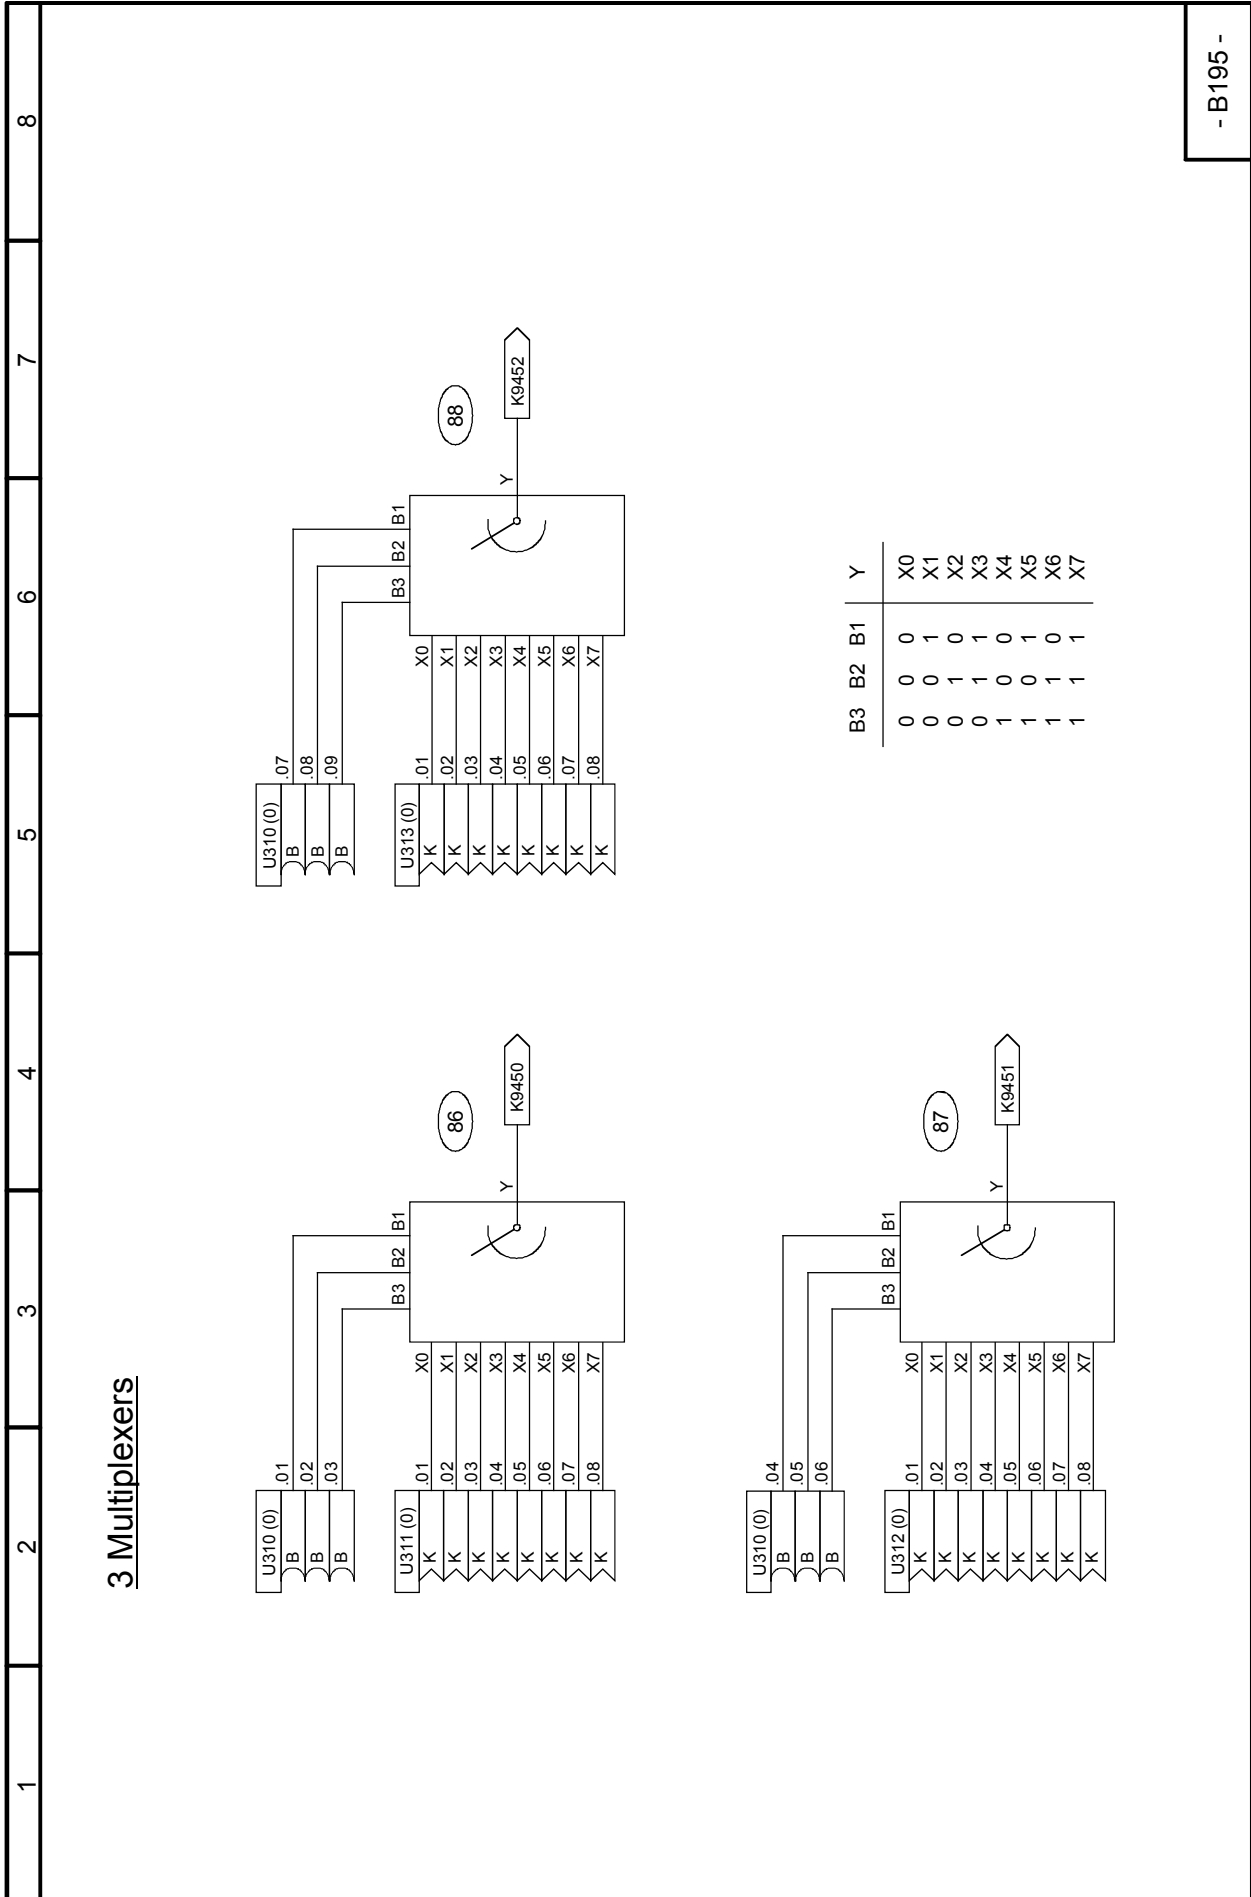 1 2 3 4 5 6 7 8
3 Multiplexers
U310 (0)
B .01
B .02
B .03
B3 B2 B1
U311 (0)
K .01 X0
K .02 X1
K .03 X2
K .04 X3
K .05 X4
K .06 X5
K .07 X6
K .08 X7
Y
K9450
86
U310 (0)
B .07
B .08
B .09
B3 B2 B1
U313 (0)
K .01 X0
K .02 X1
K .03 X2
K .04 X3
K .05 X4
K .06 X5
K .07 X6
K .08 X7
Y
K9452
88
U310 (0)
B .04
B .05
B .06
B3 B2 B1
U312 (0)
K .01 X0
K .02 X1
K .03 X2
K .04 X3
K .05 X4
K .06 X5
K .07 X6
K .08 X7
Y
K9451
87
B3 B2 B1 Y
0 0 0 X0
0 0 1 X1
0 1 0 X2
0 1 1 X3
1 0 0 X4
1 0 1 X5
1 1 0 X6
1 1 1 X7
- B195 -